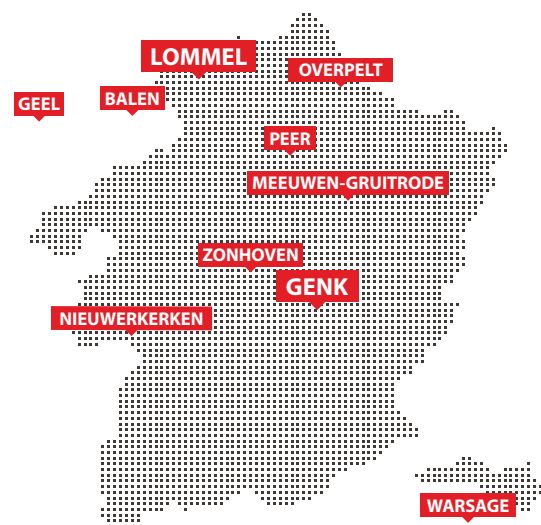 LOMMEL
OVERPELT
GEEL
BALEN
PEER
MEEUWEN-GRUITRODE
ZONHOVEN
GENK
NIEUWERKERKEN
WARSAGE